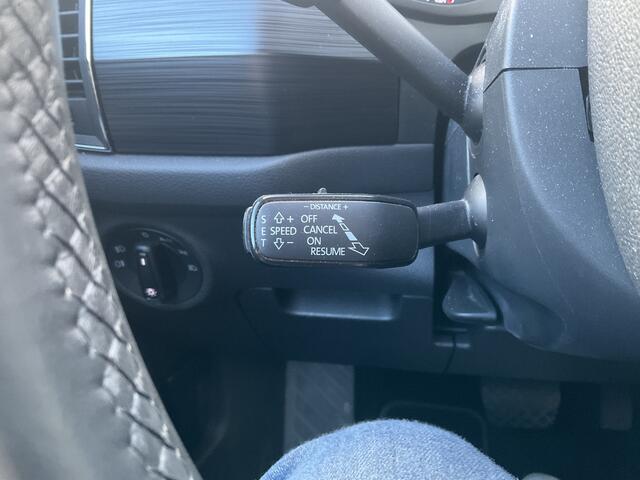 – DISTANCE +
S + OFF
E SPEED CANCEL
T – ON
RESUME